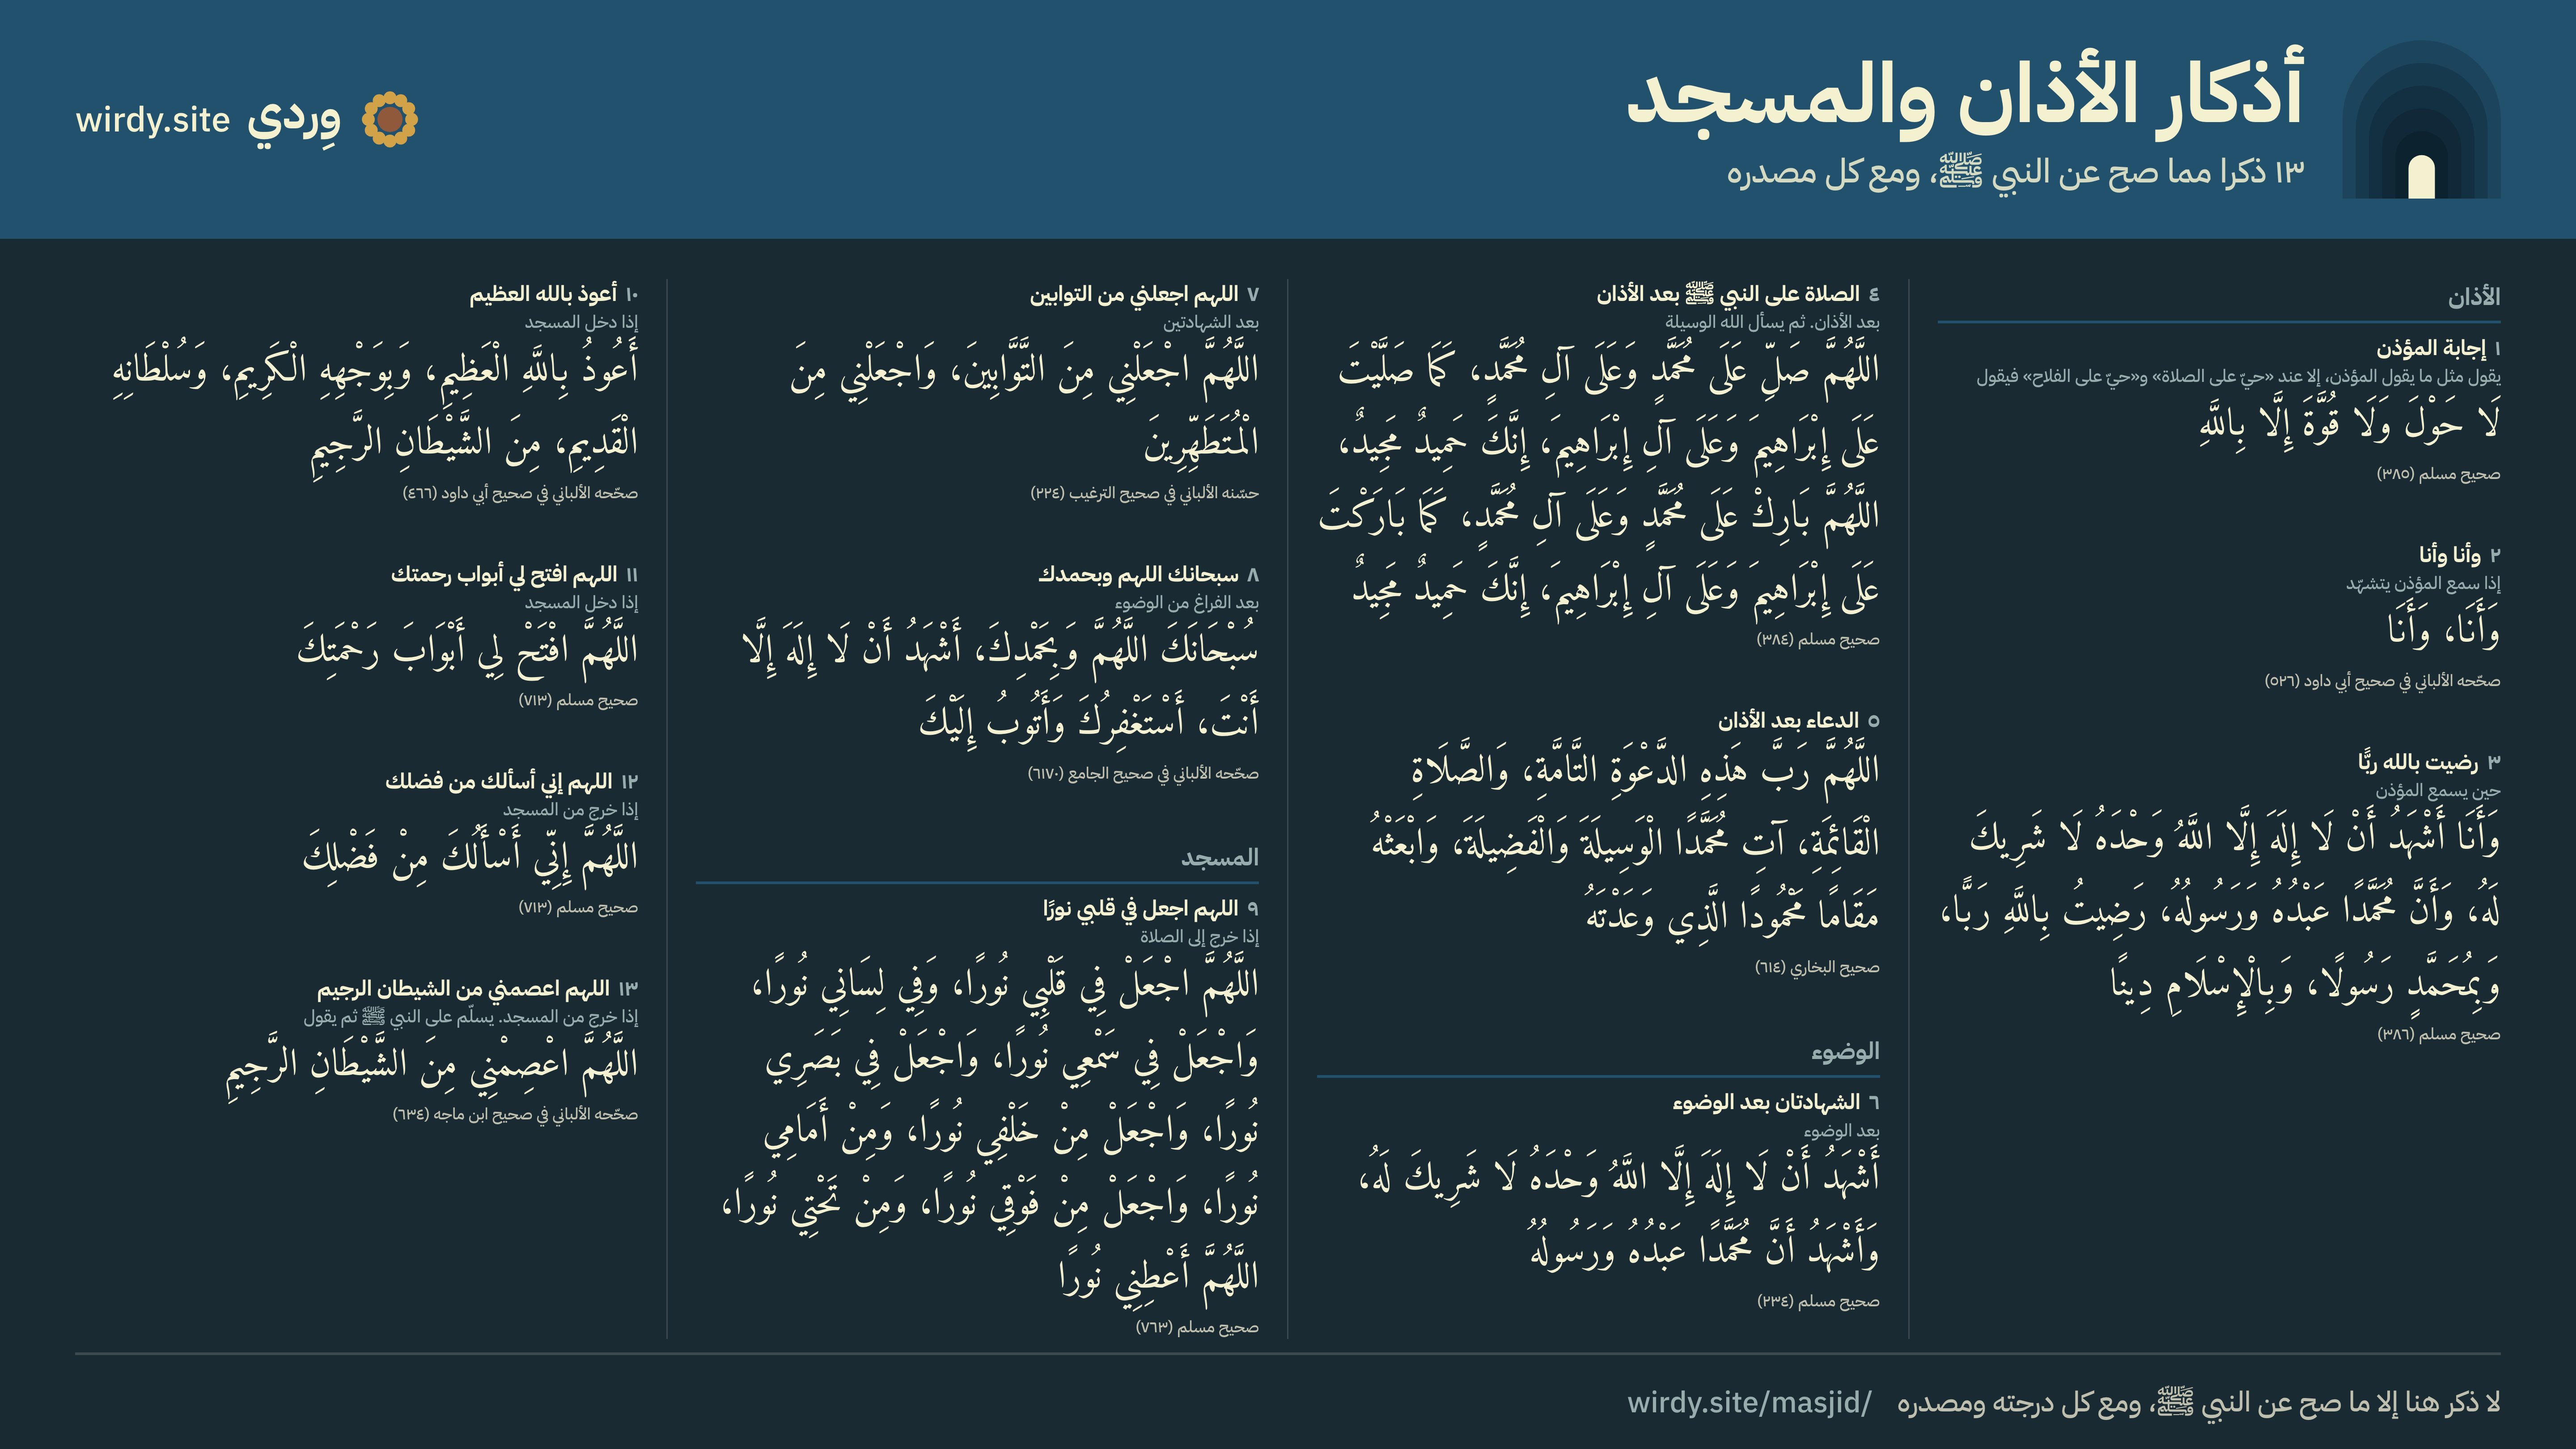 أذكار الأذان والمسجد
١٣ ذكرا مما صح عن النبي ﷺ، ومع كل مصدره
وِردي wirdy.site
الأذان
١ إجابة المؤذن
يقول مثل ما يقول المؤذن، إلا عند «حيّ على الصلاة» و«حيّ على الفلاح» فيقول
لَا حَوْلَ وَلَا قُوَّةَ إِلَّا بِاللَّهِ
صحيح مسلم (٣٨٥)
٢ وأنا وأنا
إذا سمع المؤذن يتشهّد
وَأَنَا، وَأَنَا
صحّحه الألباني في صحيح أبي داود (٥٢٦)
٣ رضيت بالله ربًّا
حين يسمع المؤذن
وَأَنَا أَشْهَدُ أَنْ لَا إِلَهَ إِلَّا اللَّهُ وَحْدَهُ لَا شَرِيكَ
لَهُ، وَأَنَّ مُحَمَّدًا عَبْدُهُ وَرَسُولُهُ، رَضِيتُ بِاللَّهِ رَبًّا،
وَبِمُحَمَّدٍ رَسُولًا، وَبِالْإِسْلَامِ دِينًا
صحيح مسلم (٣٨٦)
٤ الصلاة على النبي ﷺ بعد الأذان
بعد الأذان. ثم يسأل الله الوسيلة
اللَّهُمَّ صَلِّ عَلَى مُحَمَّدٍ وَعَلَى آلِ مُحَمَّدٍ، كَمَا صَلَّيْتَ
عَلَى إِبْرَاهِيمَ وَعَلَى آلِ إِبْرَاهِيمَ، إِنَّكَ حَمِيدٌ مَجِيدٌ،
اللَّهُمَّ بَارِكْ عَلَى مُحَمَّدٍ وَعَلَى آلِ مُحَمَّدٍ، كَمَا بَارَكْتَ
عَلَى إِبْرَاهِيمَ وَعَلَى آلِ إِبْرَاهِيمَ، إِنَّكَ حَمِيدٌ مَجِيدٌ
صحيح مسلم (٣٨٤)
٥ الدعاء بعد الأذان
اللَّهُمَّ رَبَّ هَذِهِ الدَّعْوَةِ التَّامَّةِ، وَالصَّلَاةِ
الْقَائِمَةِ، آتِ مُحَمَّدًا الْوَسِيلَةَ وَالْفَضِيلَةَ، وَابْعَثْهُ
مَقَامًا مَحْمُودًا الَّذِي وَعَدْتَهُ
صحيح البخاري (٦١٤)
الوضوء
٦ الشهادتان بعد الوضوء
بعد الوضوء
أَشْهَدُ أَنْ لَا إِلَهَ إِلَّا اللَّهُ وَحْدَهُ لَا شَرِيكَ لَهُ،
وَأَشْهَدُ أَنَّ مُحَمَّدًا عَبْدُهُ وَرَسُولُهُ
صحيح مسلم (٢٣٤)
٧ اللهم اجعلني من التوابين
بعد الشهادتين
اللَّهُمَّ اجْعَلْنِي مِنَ التَّوَّابِينَ، وَاجْعَلْنِي مِنَ
الْمُتَطَهِّرِينَ
حسّنه الألباني في صحيح الترغيب (٢٢٤)
٨ سبحانك اللهم وبحمدك
بعد الفراغ من الوضوء
سُبْحَانَكَ اللَّهُمَّ وَبِحَمْدِكَ، أَشْهَدُ أَنْ لَا إِلَهَ إِلَّا
أَنْتَ، أَسْتَغْفِرُكَ وَأَتُوبُ إِلَيْكَ
صحّحه الألباني في صحيح الجامع (٦١٧٠)
المسجد
٩ اللهم اجعل في قلبي نورًا
إذا خرج إلى الصلاة
اللَّهُمَّ اجْعَلْ فِي قَلْبِي نُورًا، وَفِي لِسَانِي نُورًا،
وَاجْعَلْ فِي سَمْعِي نُورًا، وَاجْعَلْ فِي بَصَرِي
نُورًا، وَاجْعَلْ مِنْ خَلْفِي نُورًا، وَمِنْ أَمَامِي
نُورًا، وَاجْعَلْ مِنْ فَوْقِي نُورًا، وَمِنْ تَحْتِي نُورًا،
اللَّهُمَّ أَعْطِنِي نُورًا
صحيح مسلم (٧٦٣)
١٠ أعوذ بالله العظيم
إذا دخل المسجد
أَعُوذُ بِاللَّهِ الْعَظِيمِ، وَبِوَجْهِهِ الْكَرِيمِ، وَسُلْطَانِهِ
الْقَدِيمِ، مِنَ الشَّيْطَانِ الرَّجِيمِ
صحّحه الألباني في صحيح أبي داود (٤٦٦)
١١ اللهم افتح لي أبواب رحمتك
إذا دخل المسجد
اللَّهُمَّ افْتَحْ لِي أَبْوَابَ رَحْمَتِكَ
صحيح مسلم (٧١٣)
١٢ اللهم إني أسألك من فضلك
إذا خرج من المسجد
اللَّهُمَّ إِنِّي أَسْأَلُكَ مِنْ فَضْلِكَ
صحيح مسلم (٧١٣)
١٣ اللهم اعصمني من الشيطان الرجيم
إذا خرج من المسجد. يسلّم على النبي ﷺ ثم يقول
اللَّهُمَّ اعْصِمْنِي مِنَ الشَّيْطَانِ الرَّجِيمِ
صحّحه الألباني في صحيح ابن ماجه (٦٣٤)
لا ذكر هنا إلا ما صح عن النبي ﷺ، ومع كل درجته ومصدره wirdy.site/masjid/